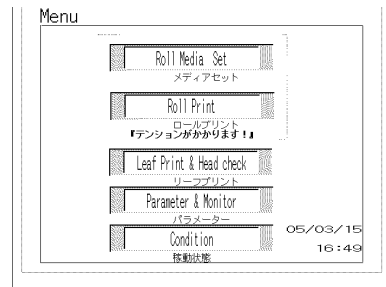 Menu
Roll Media Set
メディアセット
Roll Print
ロールプリント
『テンションがかかります！』
Leaf Print & Head check
リーフプリント
Parameter & Monitor
パラメーター
Condition
稼動状態
05/03/15
16:49